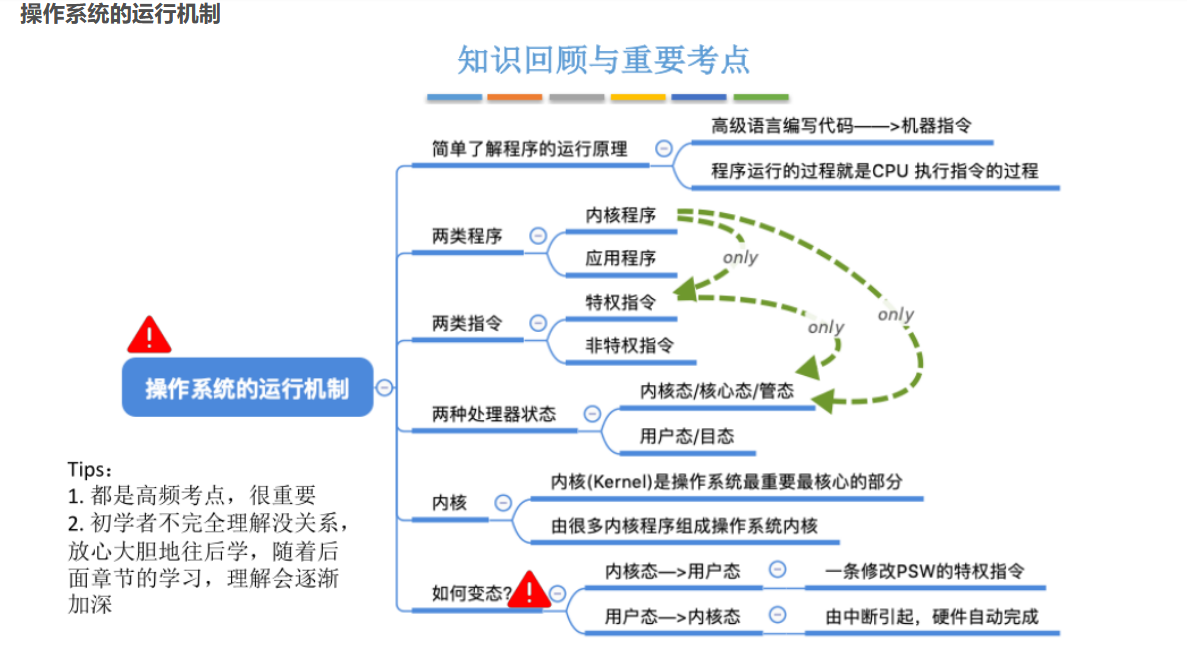 操作系统的运行机制
知识回顾与重要考点
简单了解程序的运行原理
高级语言编写代码——>机器指令
程序运行的过程就是CPU 执行指令的过程
两类程序
内核程序
应用程序
only
两类指令
特权指令
非特权指令
only
only
操作系统的运行机制
两种处理器状态
内核态/核心态/管态
用户态/目态
Tips：
1. 都是高频考点，很重要
2. 初学者不完全理解没关系，
放心大胆地往后学，随着后
面章节的学习，理解会逐渐
加深
内核
内核(Kernel)是操作系统最重要最核心的部分
由很多内核程序组成操作系统内核
如何变态?
内核态—>用户态
一条修改PSW的特权指令
用户态—>内核态
由中断引起，硬件自动完成